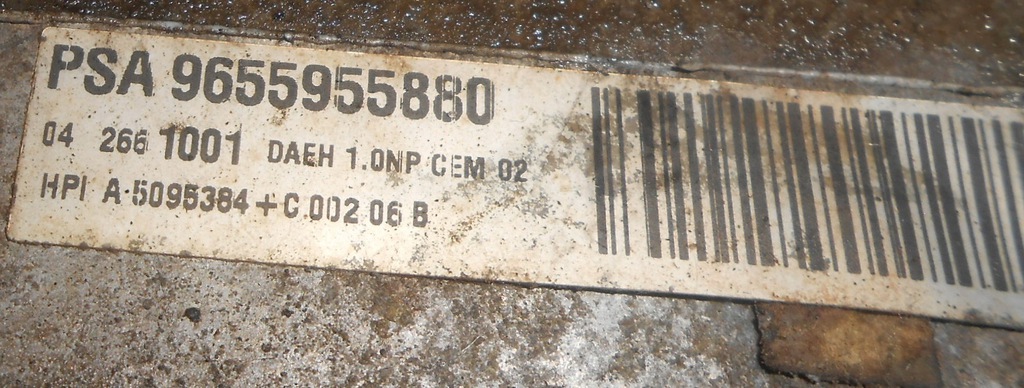 PSA 9655955880
04 266 1001 DAEH 1.0NP CEM 02
HPI A 5095384 + C 002 06 B